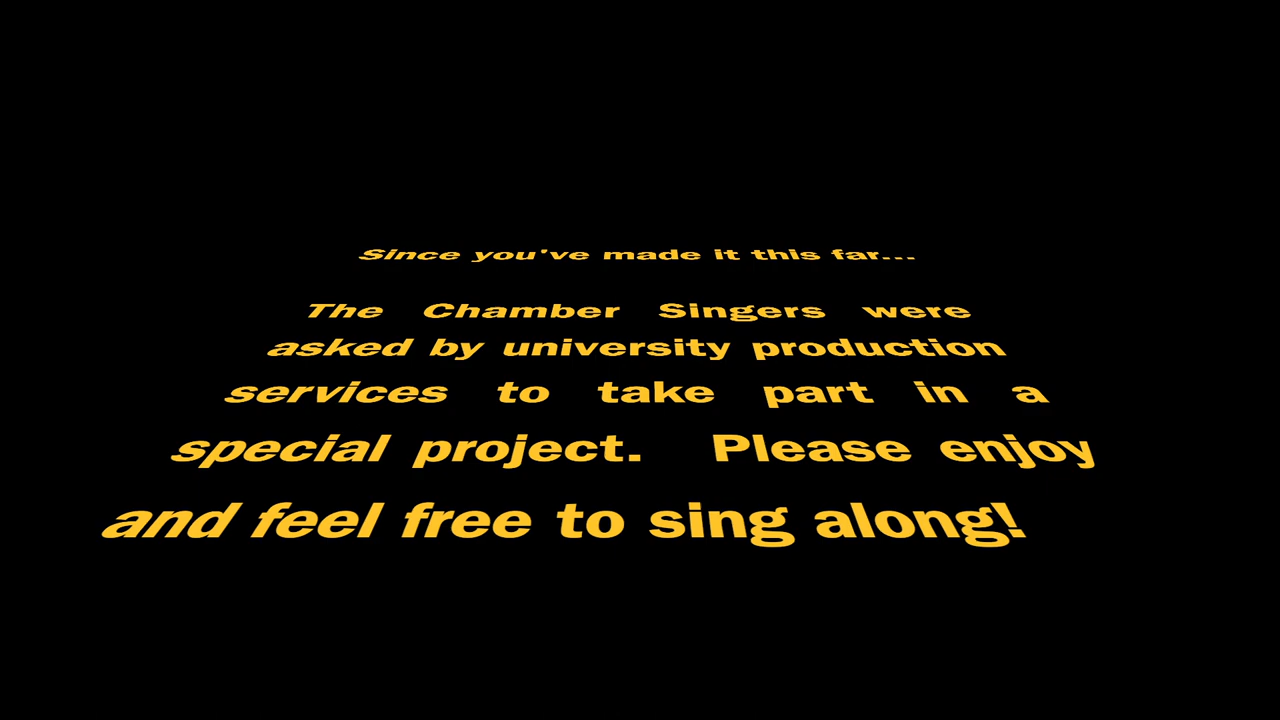 Since you've made it this far...
The Chamber Singers were
asked by university production
services to take part in a
special project. Please enjoy
and feel free to sing along!